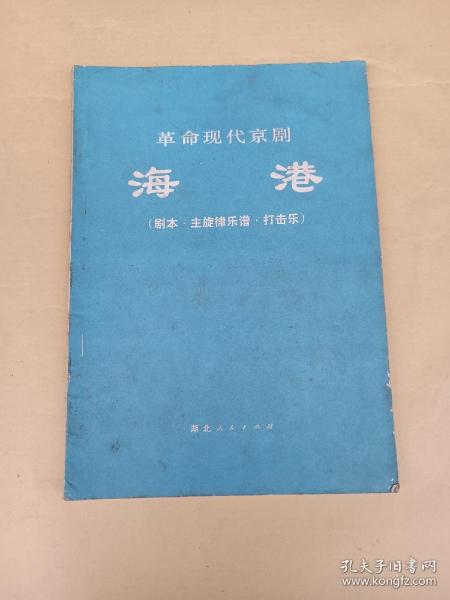 革命现代京剧
海港
(剧本·主旋律乐谱·打击乐)
湖北人民出版社
孔夫子旧书网
www.kongfz.com